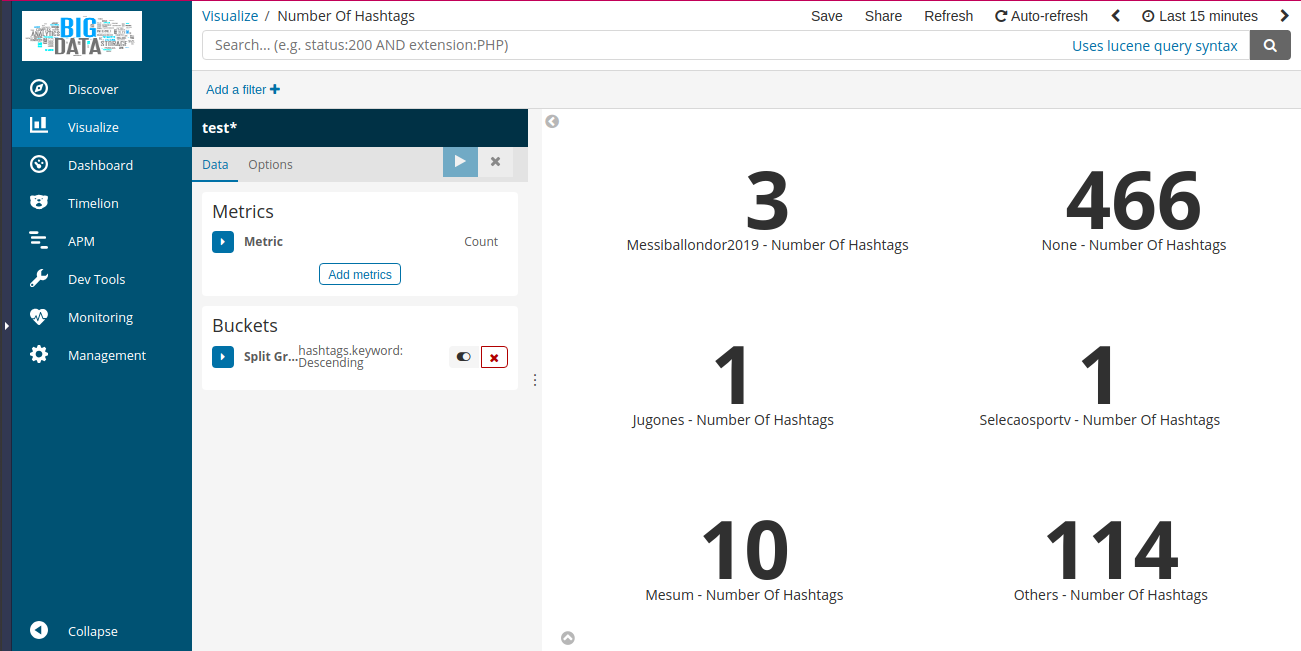 BIG
DATA
ANALYTICS
STORAGE
Discover
Visualize
Dashboard
Timelion
APM
Dev Tools
Monitoring
Management
Collapse
Visualize / Number Of Hashtags
Save Share Refresh Auto-refresh Last 15 minutes
Search... (e.g. status:200 AND extension:PHP) Uses lucene query syntax
Add a filter
test*
Data Options
Metrics
Metric Count
Add metrics
Buckets
Split Gr... hashtags.keyword:
Descending
3
Messiballondor2019 - Number Of Hashtags
466
None - Number Of Hashtags
1
Jugones - Number Of Hashtags
1
Selecaosportv - Number Of Hashtags
10
Mesum - Number Of Hashtags
114
Others - Number Of Hashtags